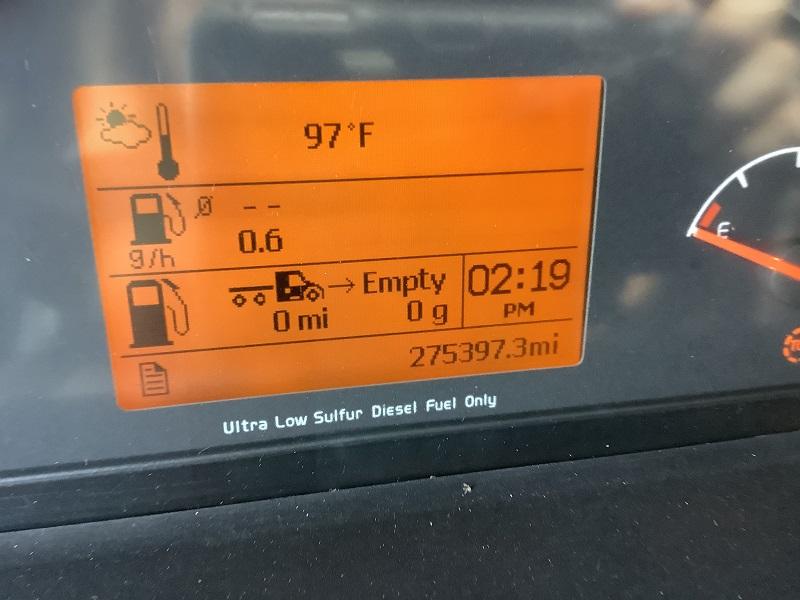 97°F
Ø --
0.6
g/h
→ Empty
0 mi 0 g
02:19
PM
275397.3mi
Ultra Low Sulfur Diesel Fuel Only
E